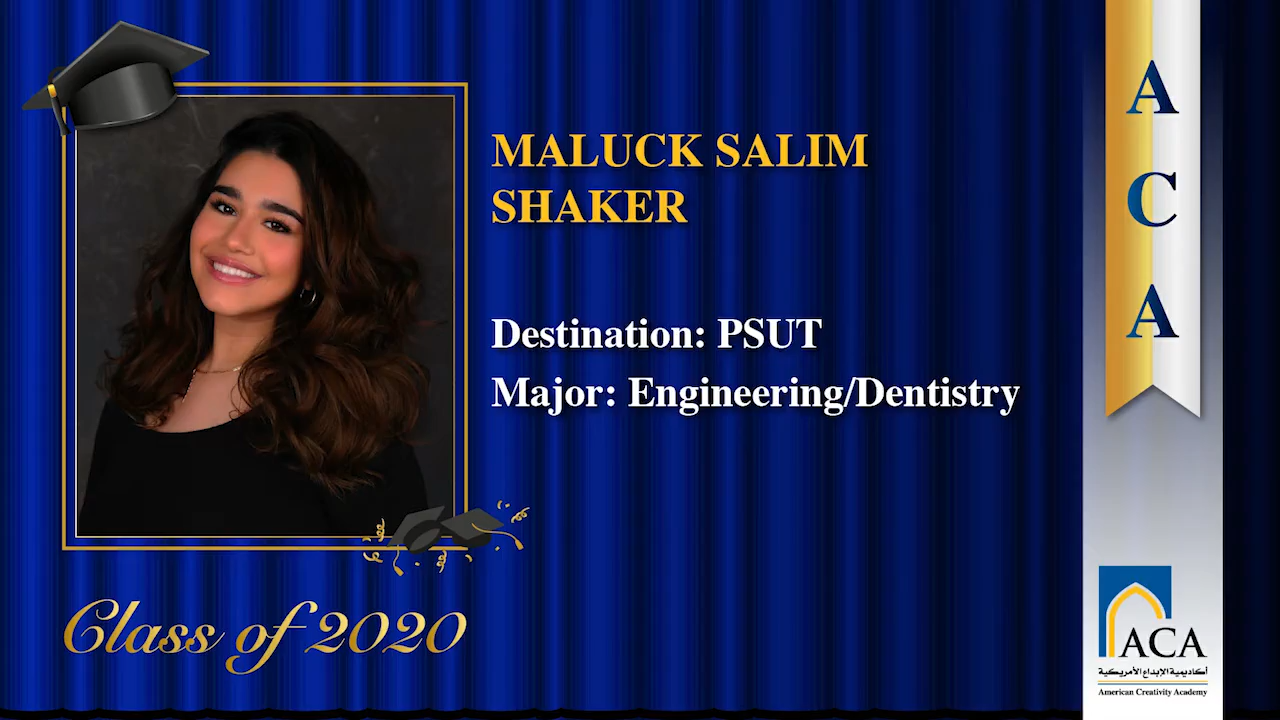 MALUCK SALIM
SHAKER
Destination: PSUT
Major: Engineering/Dentistry
Class of 2020
A
C
A
ACA
أكاديمية الإبداع الأمريكية
American Creativity Academy